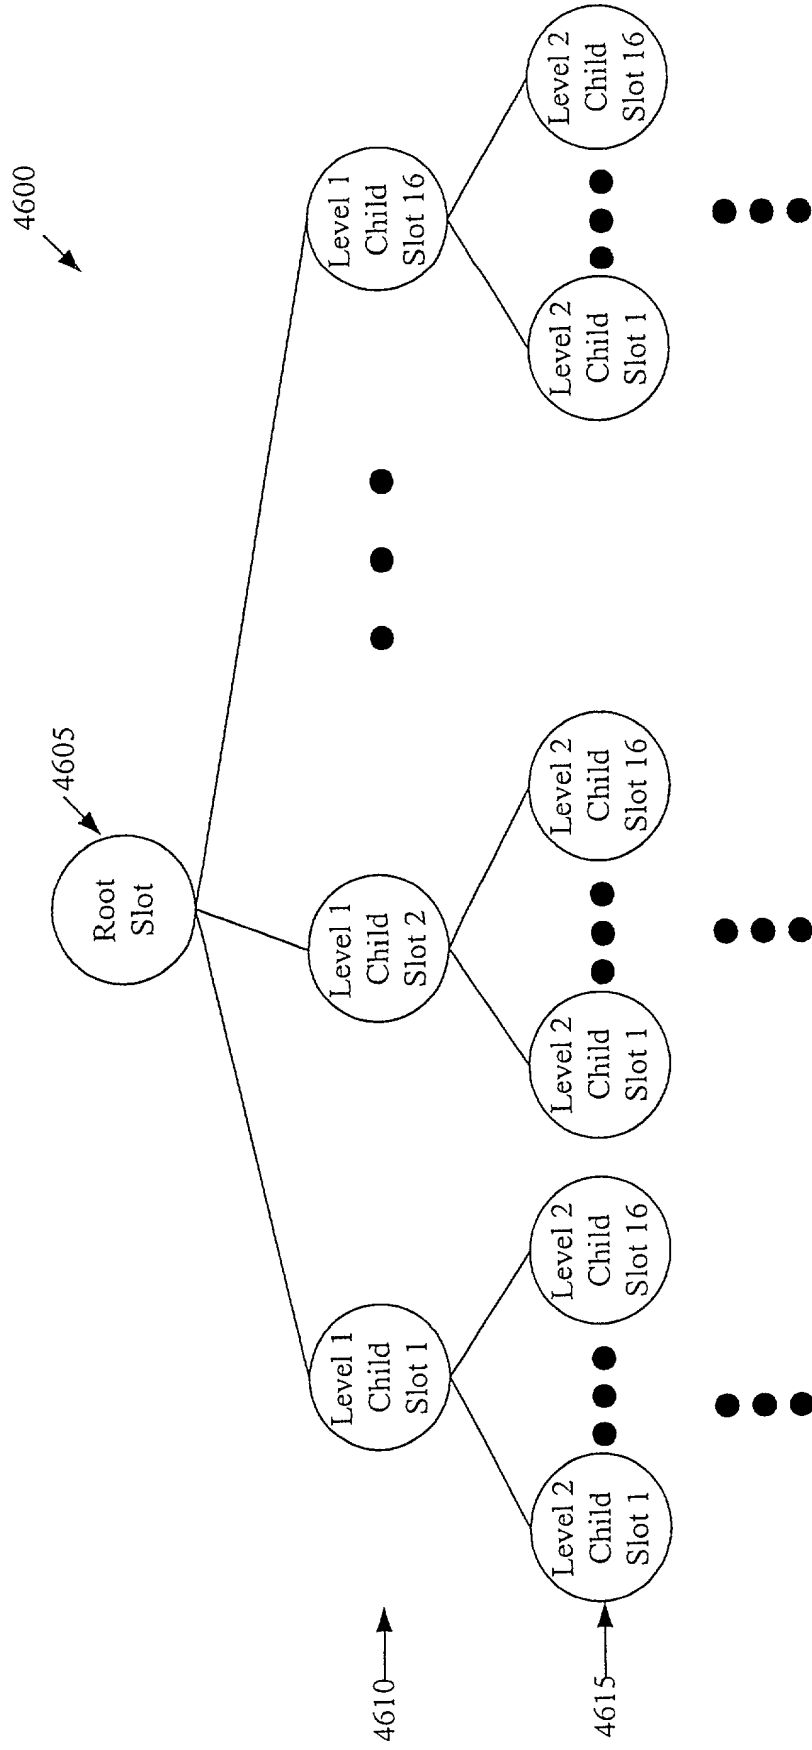 4600
4605
Root
Slot
4610
Level 1
Child
Slot 1
Level 1
Child
Slot 2
Level 1
Child
Slot 16
4615
Level 2
Child
Slot 1
Level 2
Child
Slot 16
Level 2
Child
Slot 1
Level 2
Child
Slot 16
Level 2
Child
Slot 1
Level 2
Child
Slot 16